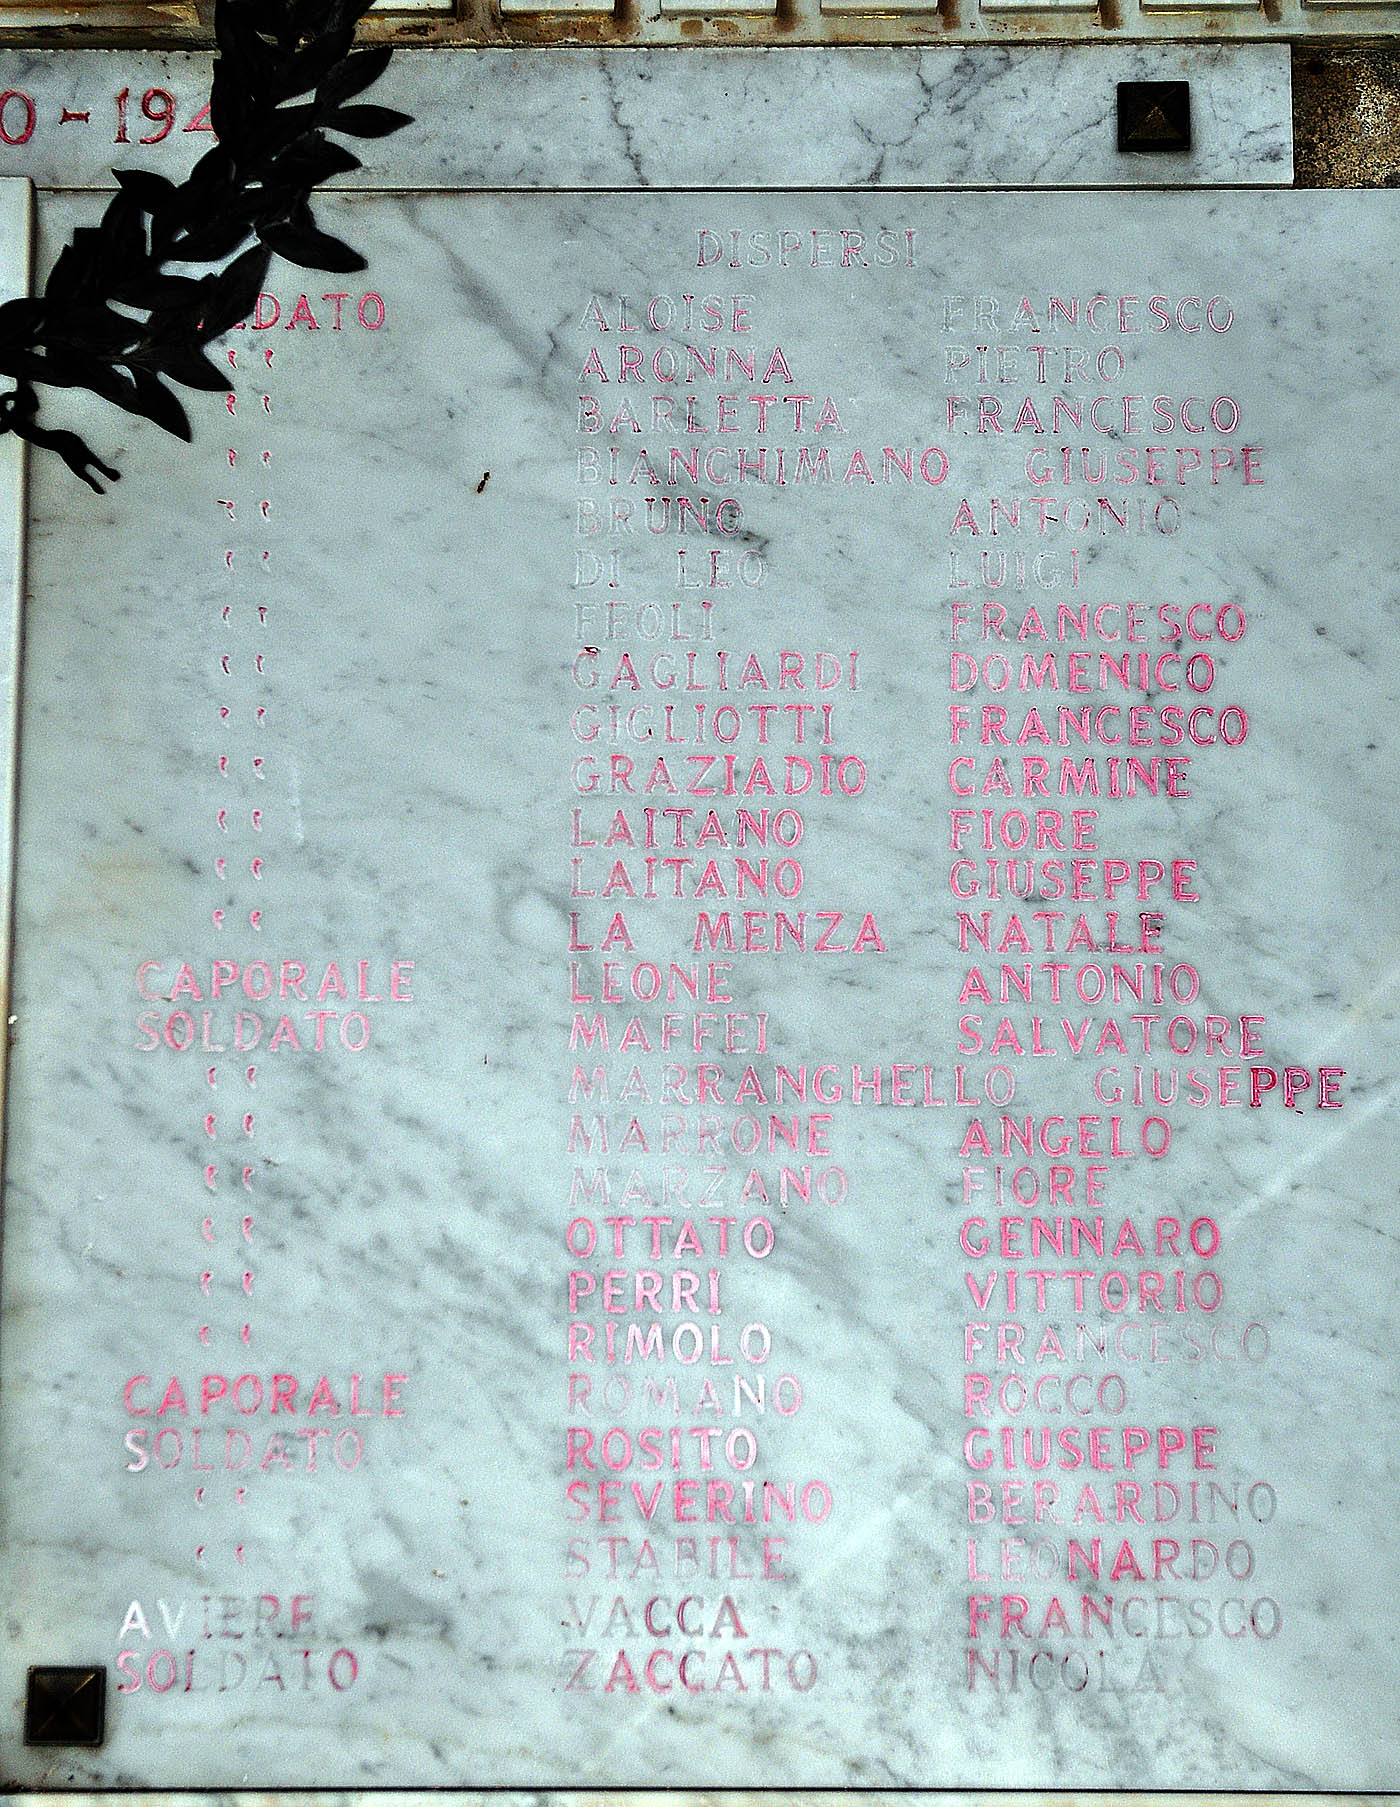 0 - 194
DISPERSI
SOLDATO ALOISE FRANCESCO
" ARONNA PIETRO
" BARLETTA FRANCESCO
" BIANCHIMANO GIUSEPPE
" BRUNO ANTONIO
" DI LEO LUIGI
" FEOLI FRANCESCO
" GAGLIARDI DOMENICO
" GIGLIOTTI FRANCESCO
" GRAZIADIO CARMINE
" LAITANO FIORE
" LAITANO GIUSEPPE
" LA MENZA NATALE
CAPORALE LEONE ANTONIO
SOLDATO MAFFEI SALVATORE
" MARRANGHELLO GIUSEPPE
" MARRONE ANGELO
" MARZANO FIORE
" OTTATO GENNARO
" PERRI VITTORIO
" RIMOLO FRANCESCO
CAPORALE ROMANO ROCCO
SOLDATO ROSITO GIUSEPPE
" SEVERINO BERARDINO
" STABILE LEONARDO
AVIERE VACCA FRANCESCO
SOLDATO ZACCATO NICOLA